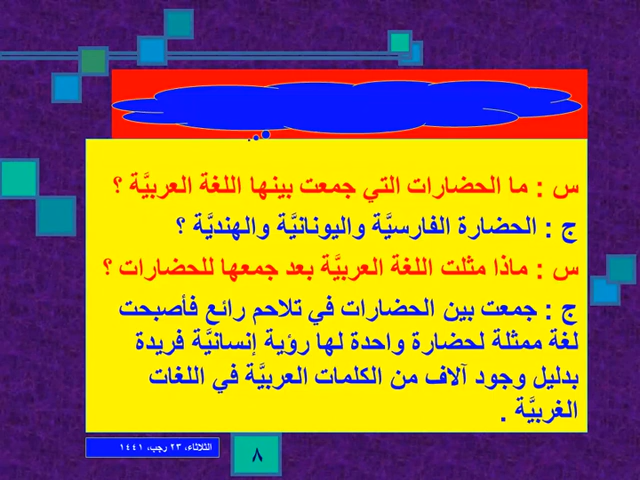 س : ما الحضارات التي جمعت بينها اللغة العربيَّة ؟
ج : الحضارة الفارسيَّة واليونانيَّة والهنديَّة ؟
س : ماذا مثلت اللغة العربيَّة بعد جمعها للحضارات ؟
ج : جمعت بين الحضارات في تلاحم رائع فأصبحت
لغة ممثلة لحضارة واحدة لها رؤية إنسانيَّة فريدة
بدليل وجود آلاف من الكلمات العربيَّة في اللغات
الغربيَّة .
الثلاثاء، ٢٣ رجب، ١٤٤١
٨